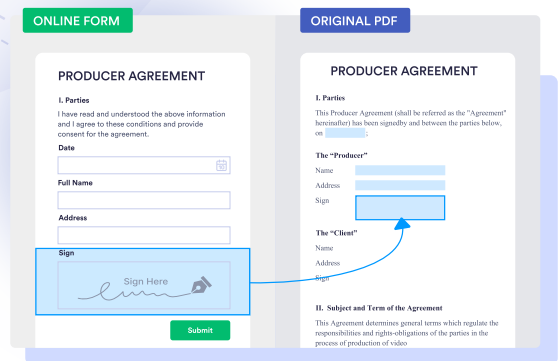 ONLINE FORM
PRODUCER AGREEMENT
I. Parties
I have read and understood the above information
and I agree to these conditions and provide
consent for the agreement.
Date
Full Name
Address
Sign
Sign Here
Submit
ORIGINAL PDF
PRODUCER AGREEMENT
I. Parties
This Producer Agreement (shall be referred as the "Agreement"
hereinafter) has been signedby and between the parties below,
on ;
The “Producer”
Name
Address
Sign
The “Client”
Name
Address
Sign
II. Subject and Term of the Agreement
This Agreement determines general terms which regulate the
responsibilities and rights-obligations of the parties in the
process of production of video